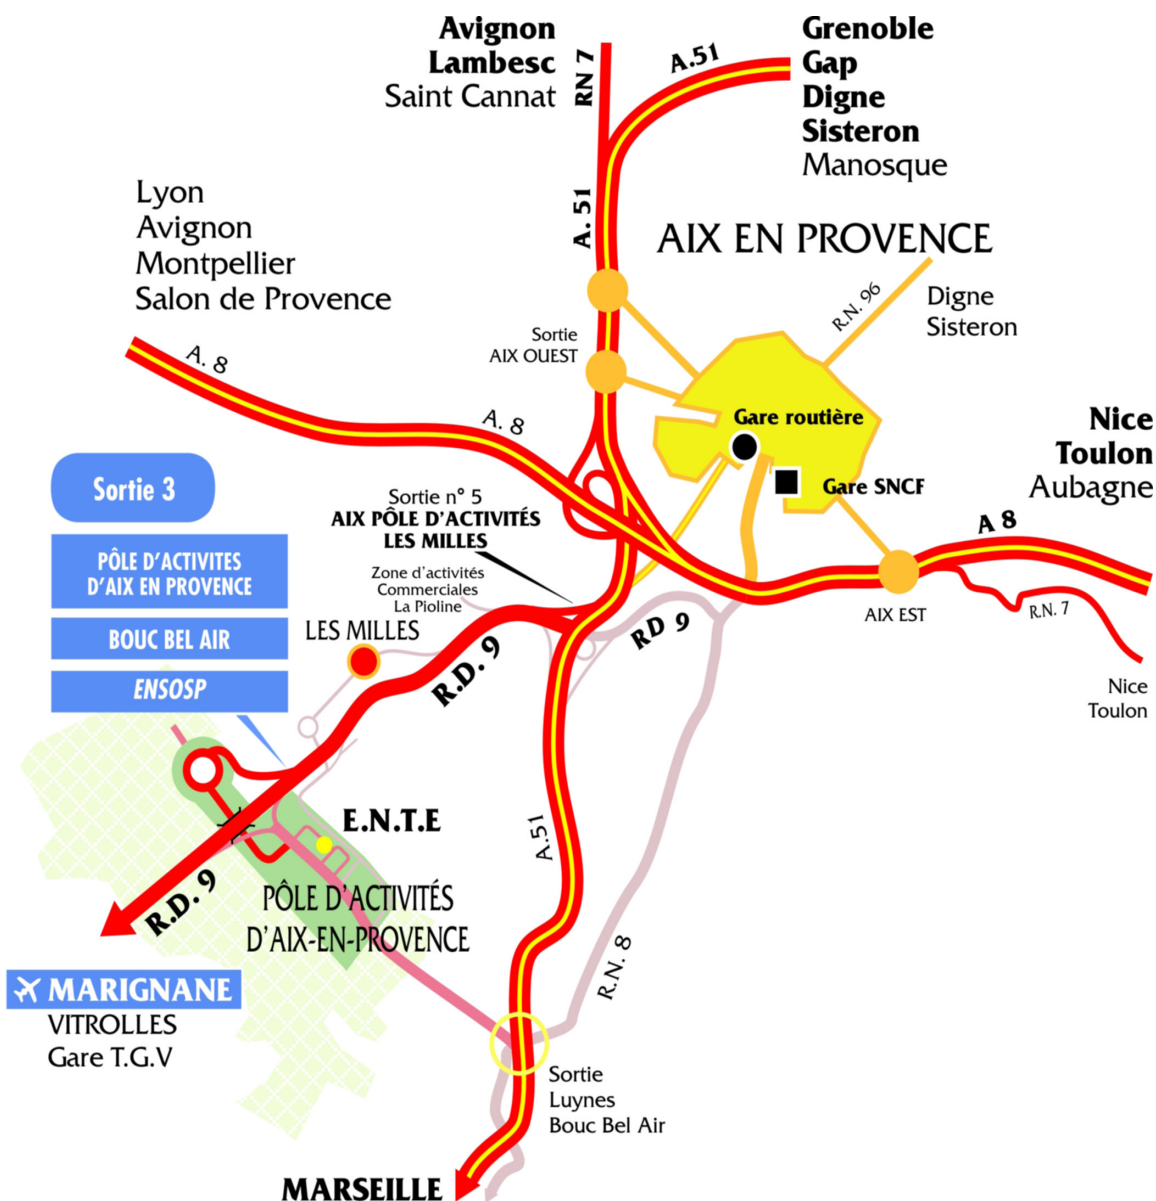 Avignon
Lambesc
Saint Cannat
RN 7
A.51
Grenoble
Gap
Digne
Sisteron
Manosque
A. 51
Lyon
Avignon
Montpellier
Salon de Provence
AIX EN PROVENCE
R.N. 96
Digne
Sisteron
Sortie
AIX OUEST
A. 8
A. 8
Gare routière
Gare SNCF
Nice
Toulon
Aubagne
A 8
Sortie 3
PÔLE D'ACTIVITES
D'AIX EN PROVENCE
BOUC BEL AIR
ENSOSP
Sortie n° 5
AIX PÔLE D'ACTIVITÉS
LES MILLES
Zone d'activités
Commerciales
La Pioline
LES MILLES
R.D. 9
RD 9
AIX EST
R.N. 7
Nice
Toulon
E.N.T.E
A.51
PÔLE D'ACTIVITÉS
D'AIX-EN-PROVENCE
R.D. 9
R.N. 8
MARIGNANE
VITROLLES
Gare T.G.V
Sortie
Luynes
Bouc Bel Air
MARSEILLE